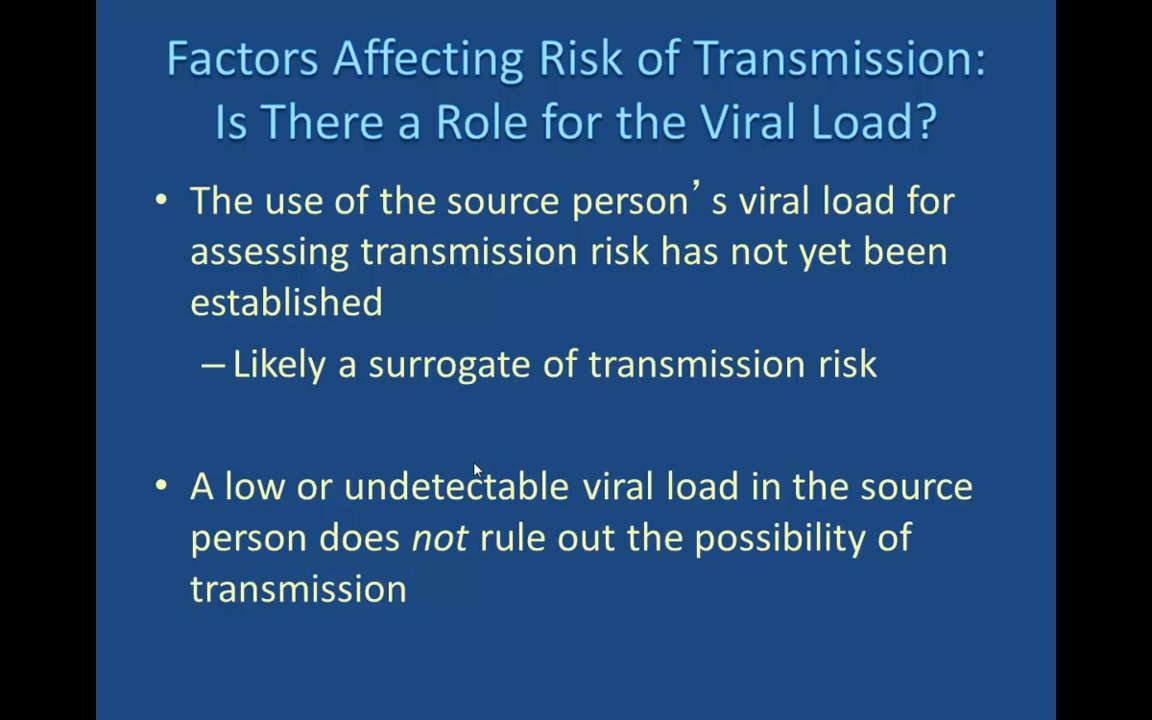 Factors Affecting Risk of Transmission:
Is There a Role for the Viral Load?
• The use of the source person’ s viral load for
assessing transmission risk has not yet been
established
– Likely a surrogate of transmission risk
• A low or undetectable viral load in the source
person does not rule out the possibility of
transmission